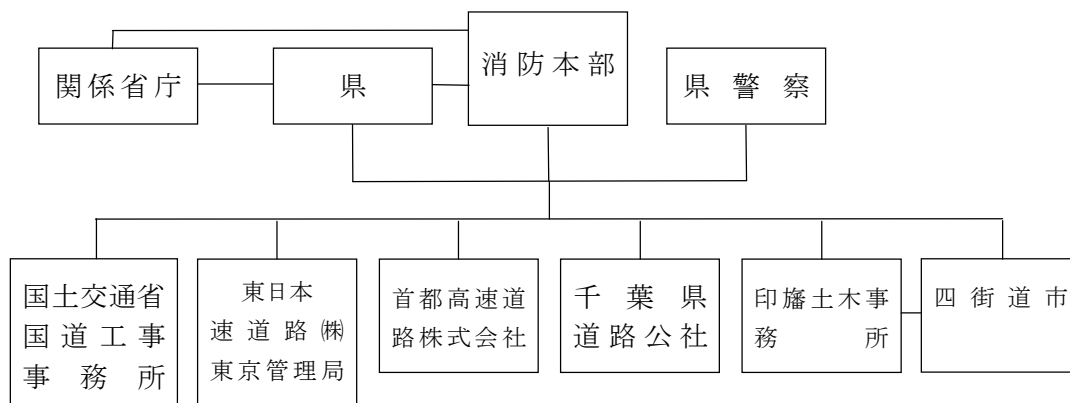 関係省庁
県
消防本部
県警察
国土交通省
国道工事
事務所
東日本
速道路㈱
東京管理局
首都高速道
路株式会社
千葉県
道路公社
印旛土木事
務所
四街道市